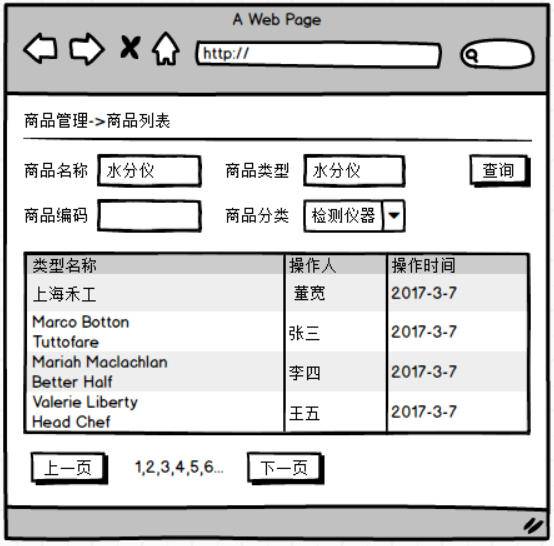 A Web Page
http://
商品管理->商品列表
商品名称 水分仪 商品类型 水分仪 查询
商品编码 商品分类 检测仪器
类型名称 操作人 操作时间
上海禾工 董宽 2017-3-7
Marco Botton
Tuttofare
张三 2017-3-7
Mariah Maclachlan
Better Half
李四 2017-3-7
Valerie Liberty
Head Chef
王五 2017-3-7
上一页 1,2,3,4,5,6... 下一页